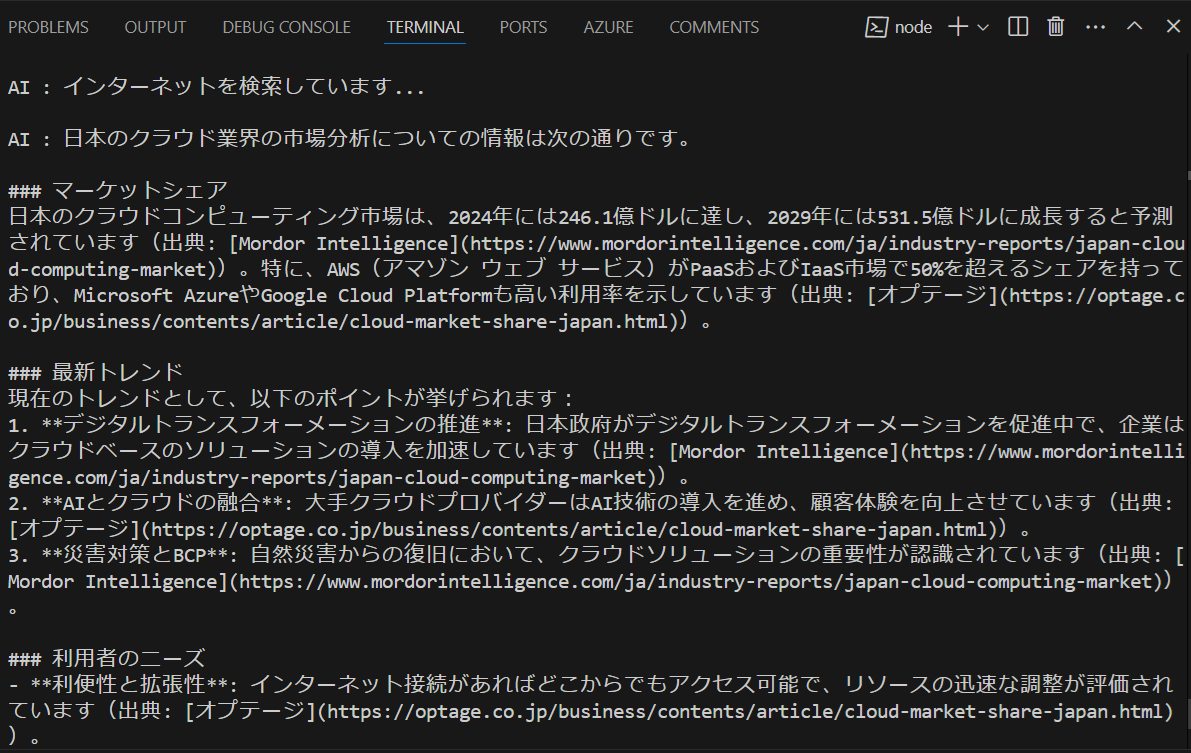 PROBLEMS OUTPUT DEBUG CONSOLE TERMINAL PORTS AZURE COMMENTS node
AI : インターネットを検索しています...
AI : 日本のクラウド業界の市場分析についての情報は次の通りです。
### マーケットシェア
日本のクラウドコンピューティング市場は、2024年には246.1億ドルに達し、2029年には531.5億ドルに成長すると予測
されています（出典: [Mordor Intelligence](https://www.mordorintelligence.com/ja/industry-reports/japan-clou
d-computing-market)）。特に、AWS（アマゾン ウェブ サービス）がPaaSおよびIaaS市場で50%を超えるシェアを持って
おり、Microsoft AzureやGoogle Cloud Platformも高い利用率を示しています（出典: [オプテージ](https://optage.c
o.jp/business/contents/article/cloud-market-share-japan.html)）。
### 最新トレンド
現在のトレンドとして、以下のポイントが挙げられます：
1. **デジタルトランスフォーメーションの推進**: 日本政府がデジタルトランスフォーメーションを促進中で、企業は
クラウドベースのソリューションの導入を加速しています（出典: [Mordor Intelligence](https://www.mordorintelli
gence.com/ja/industry-reports/japan-cloud-computing-market)）。
2. **AIとクラウドの融合**: 大手クラウドプロバイダーはAI技術の導入を進め、顧客体験を向上させています（出典:
[オプテージ](https://optage.co.jp/business/contents/article/cloud-market-share-japan.html)）。
3. **災害対策とBCP**: 自然災害からの復旧において、クラウドソリューションの重要性が認識されています（出典: [
Mordor Intelligence](https://www.mordorintelligence.com/ja/industry-reports/japan-cloud-computing-market)）
。
### 利用者のニーズ
- **利便性と拡張性**: インターネット接続があればどこからでもアクセス可能で、リソースの迅速な調整が評価され
ています（出典: [オプテージ](https://optage.co.jp/business/contents/article/cloud-market-share-japan.html)
）。